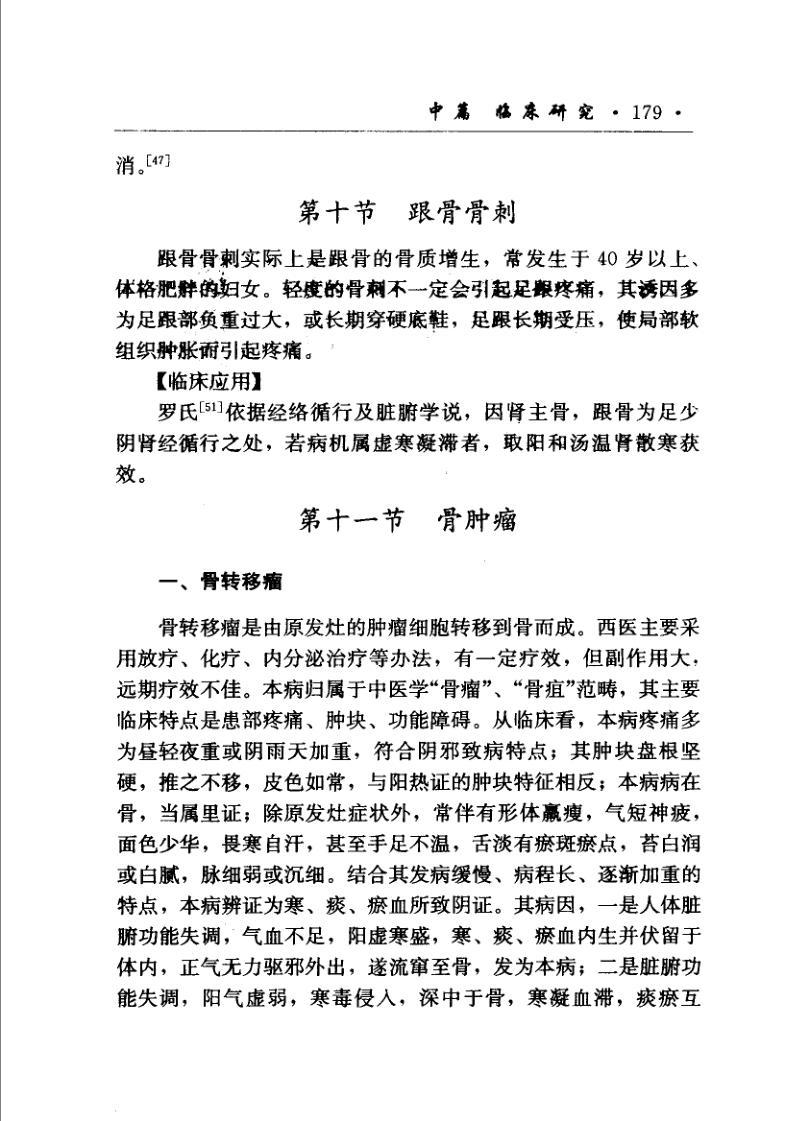 中篇 临床研究 · 179 ·
消。[47]
第十节 跟骨骨刺
跟骨骨刺实际上是跟骨的骨质增生，常发生于 40 岁以上、
体格肥胖的妇女。轻度的骨刺不一定会引起足跟疼痛，其诱因多
为足跟部负重过大，或长期穿硬底鞋，足跟长期受压，使局部软
组织肿胀而引起疼痛。
【临床应用】
罗氏[51]依据经络循行及脏腑学说，因肾主骨，跟骨为足少
阴肾经循行之处，若病机属虚寒凝滞者，取阳和汤温肾散寒获
效。
第十一节 骨肿瘤
一、骨转移瘤
骨转移瘤是由原发灶的肿瘤细胞转移到骨而成。西医主要采
用放疗、化疗、内分泌治疗等办法，有一定疗效，但副作用大，
远期疗效不佳。本病归属于中医学“骨瘤”、“骨疽”范畴，其主要
临床特点是患部疼痛、肿块、功能障碍。从临床看，本病疼痛多
为昼轻夜重或阴雨天加重，符合阴邪致病特点；其肿块盘根坚
硬，推之不移，皮色如常，与阳热证的肿块特征相反；本病病在
骨，当属里证；除原发灶症状外，常伴有形体羸瘦，气短神疲，
面色少华，畏寒自汗，甚至手足不温，舌淡有瘀斑瘀点，苔白润
或白腻，脉细弱或沉细。结合其发病缓慢、病程长、逐渐加重的
特点，本病辨证为寒、痰、瘀血所致阴证。其病因，一是人体脏
腑功能失调，气血不足，阳虚寒盛，寒、痰、瘀血内生并伏留于
体内，正气无力驱邪外出，遂流窜至骨，发为本病；二是脏腑功
能失调，阳气虚弱，寒毒侵入，深中于骨，寒凝血滞，痰瘀互